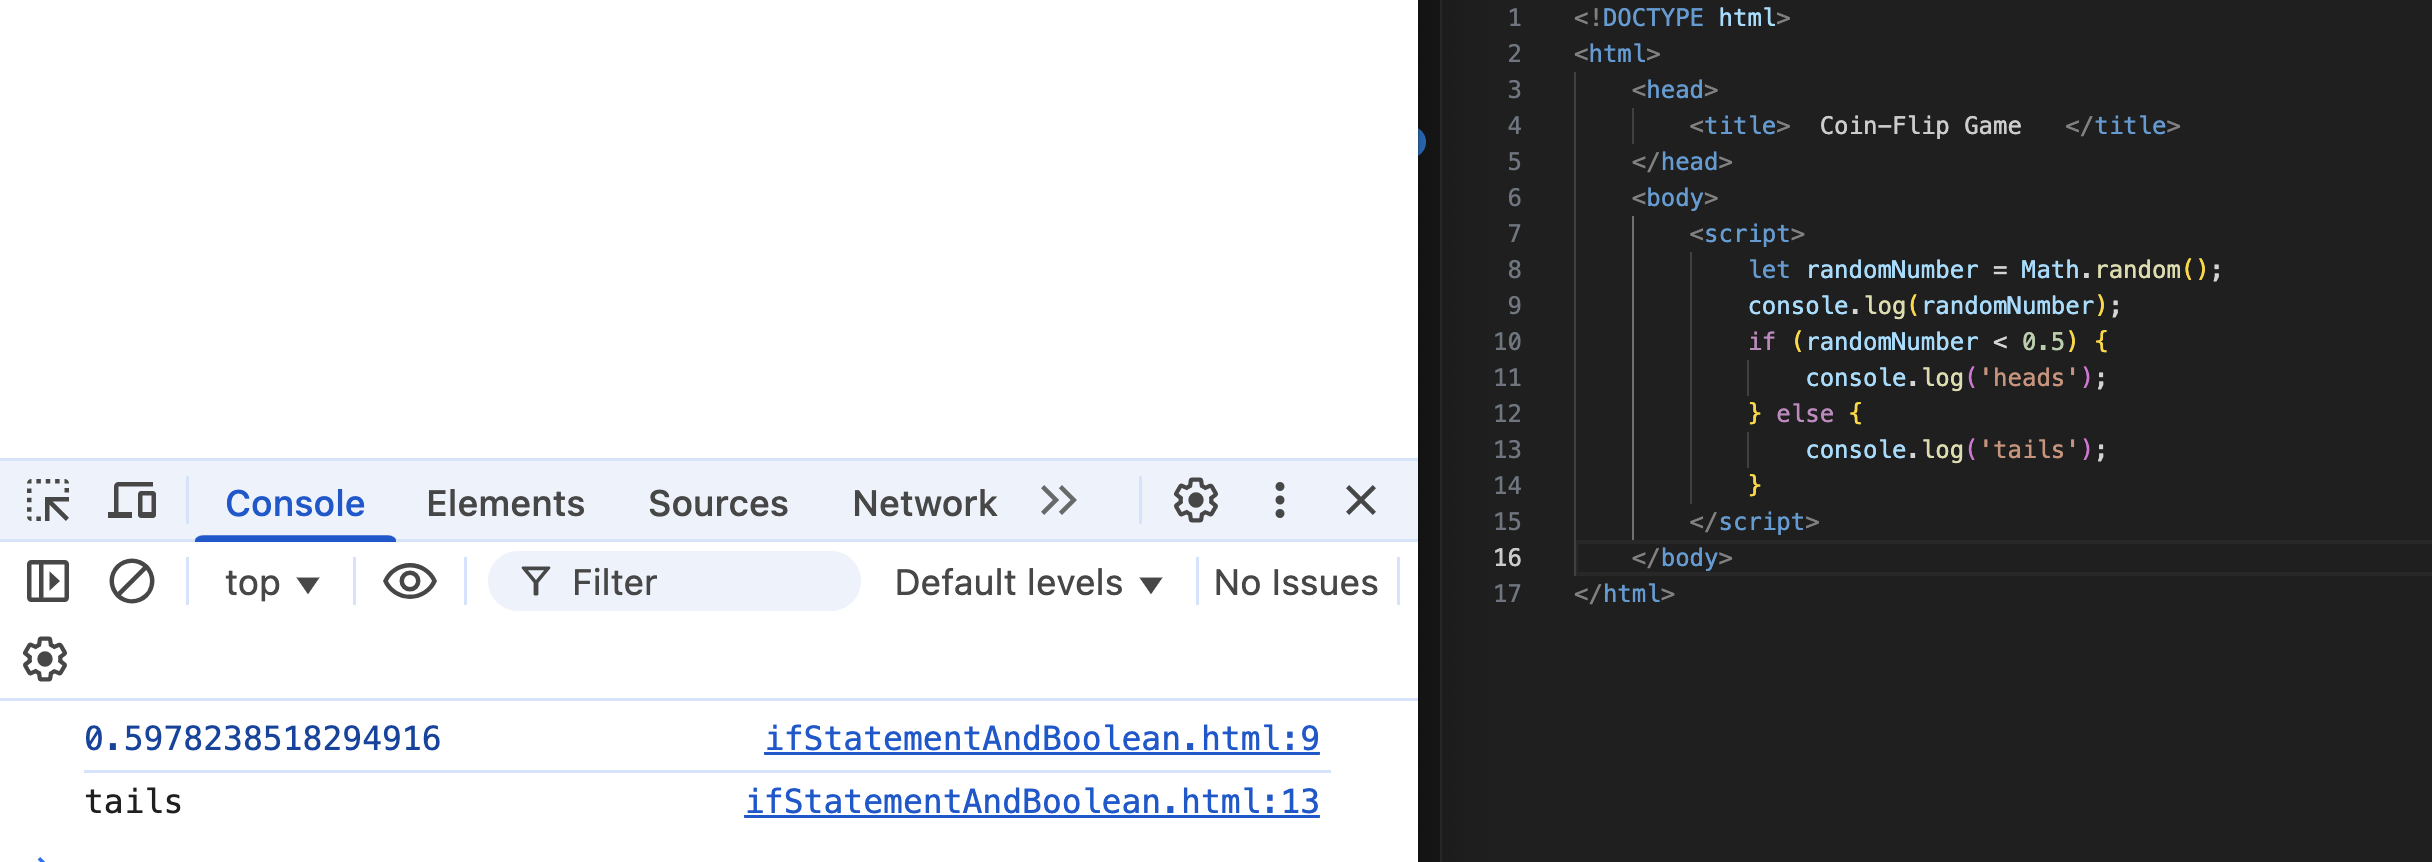 Console Elements Sources Network
top Filter Default levels No Issues
0.5978238518294916 ifStatementAndBoolean.html:9
tails ifStatementAndBoolean.html:13
1 <!DOCTYPE html>
2 <html>
3     <head>
4         <title>  Coin-Flip Game   </title>
5     </head>
6     <body>
7         <script>
8             let randomNumber = Math.random();
9             console.log(randomNumber);
10             if (randomNumber < 0.5) {
11                 console.log('heads');
12             } else {
13                 console.log('tails');
14             }
15         </script>
16     </body>
17 </html>